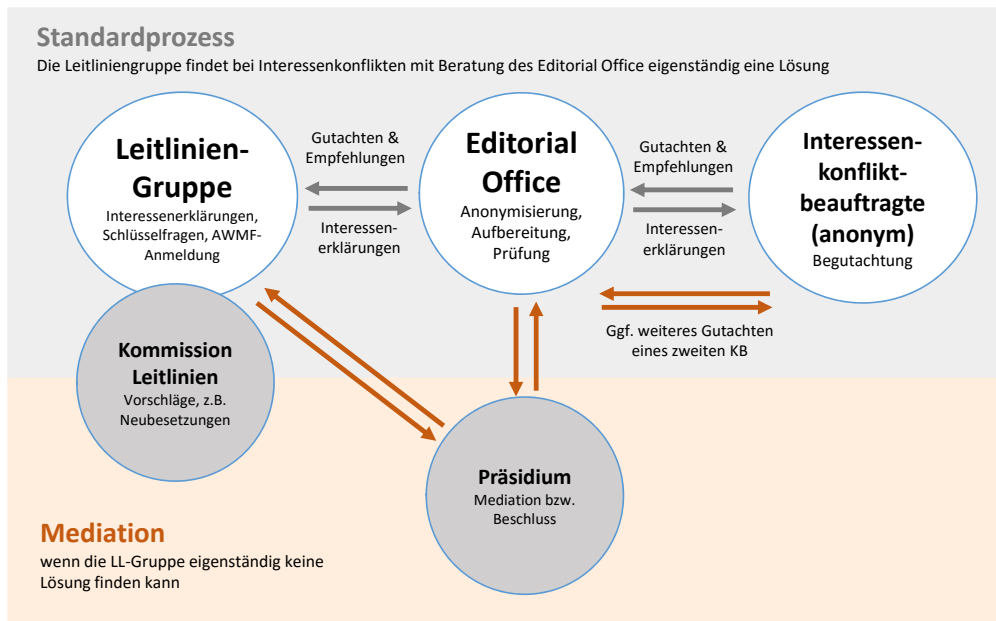 Standardprozess
Die Leitliniengruppe findet bei Interessenkonflikten mit Beratung des Editorial Office eigenständig eine Lösung
Leitlinien-
Gruppe
Interessenerklärungen,
Schlüsselfragen, AWMF-
Anmeldung
Gutachten &
Empfehlungen
Interessen-
erklärungen
Editorial
Office
Anonymisierung,
Aufbereitung,
Prüfung
Gutachten &
Empfehlungen
Interessen-
erklärungen
Interessen-
konflikt-
beauftragte
(anonym)
Begutachtung
Ggf. weiteres Gutachten
eines zweiten KB
Kommission
Leitlinien
Vorschläge, z.B.
Neubesetzungen
Präsidium
Mediation bzw.
Beschluss
Mediation
wenn die LL-Gruppe eigenständig keine
Lösung finden kann